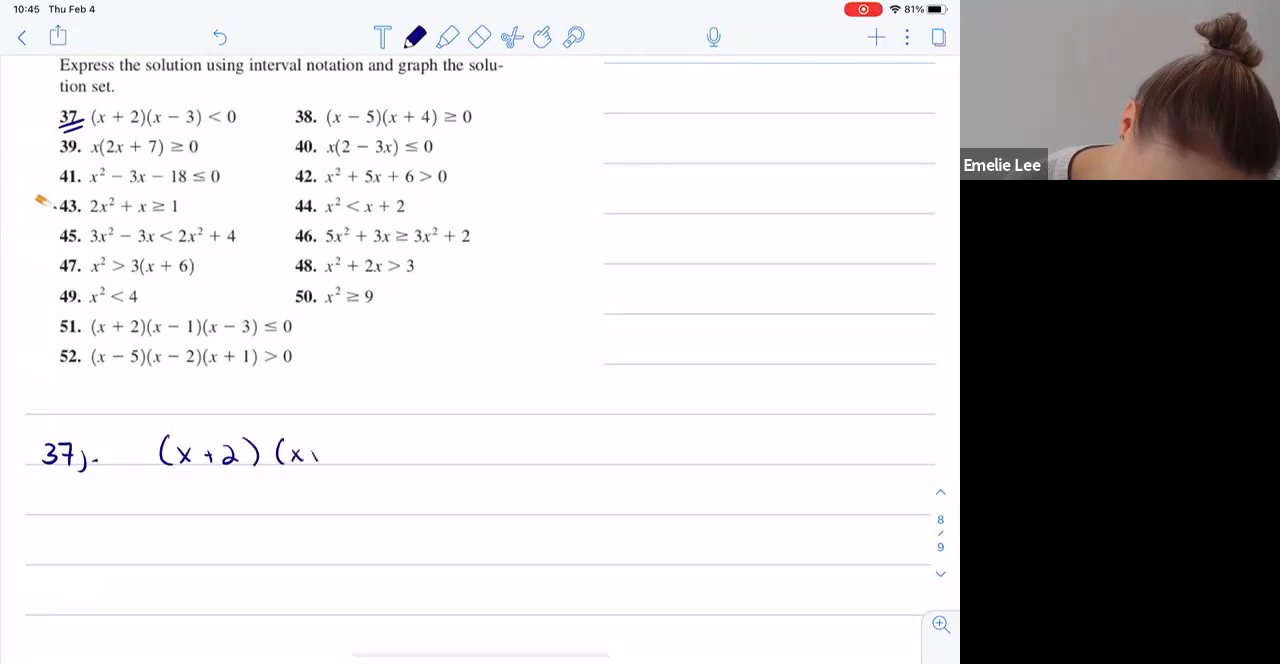 10:45 Thu Feb 4
81%
Express the solution using interval notation and graph the solu-
tion set.
37. (x + 2)(x − 3) < 0
38. (x − 5)(x + 4) ≥ 0
39. x(2x + 7) ≥ 0
40. x(2 − 3x) ≤ 0
41. x² − 3x − 18 ≤ 0
42. x² + 5x + 6 > 0
43. 2x² + x ≥ 1
44. x² < x + 2
45. 3x² − 3x < 2x² + 4
46. 5x² + 3x ≥ 3x² + 2
47. x² > 3(x + 6)
48. x² + 2x > 3
49. x² < 4
50. x² ≥ 9
51. (x + 2)(x − 1)(x − 3) ≤ 0
52. (x − 5)(x − 2)(x + 1) > 0
37). (x+2) (x
8
/
9
Emelie Lee